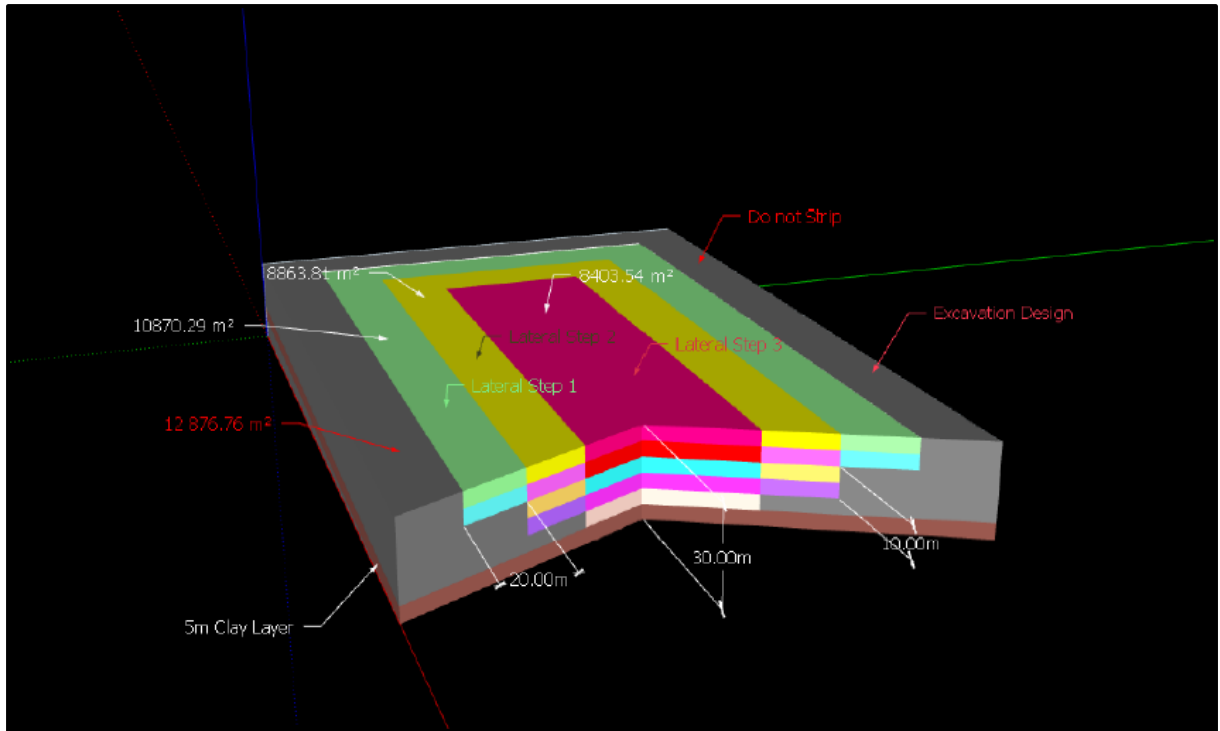 Do not Strip
8863.81 m²
8403.54 m²
Excavation Design
10870.29 m²
Lateral Step 2
Lateral Step 3
Lateral Step 1
12 876.76 m²
10.00m
30.00m
20.00m
5m Clay Layer